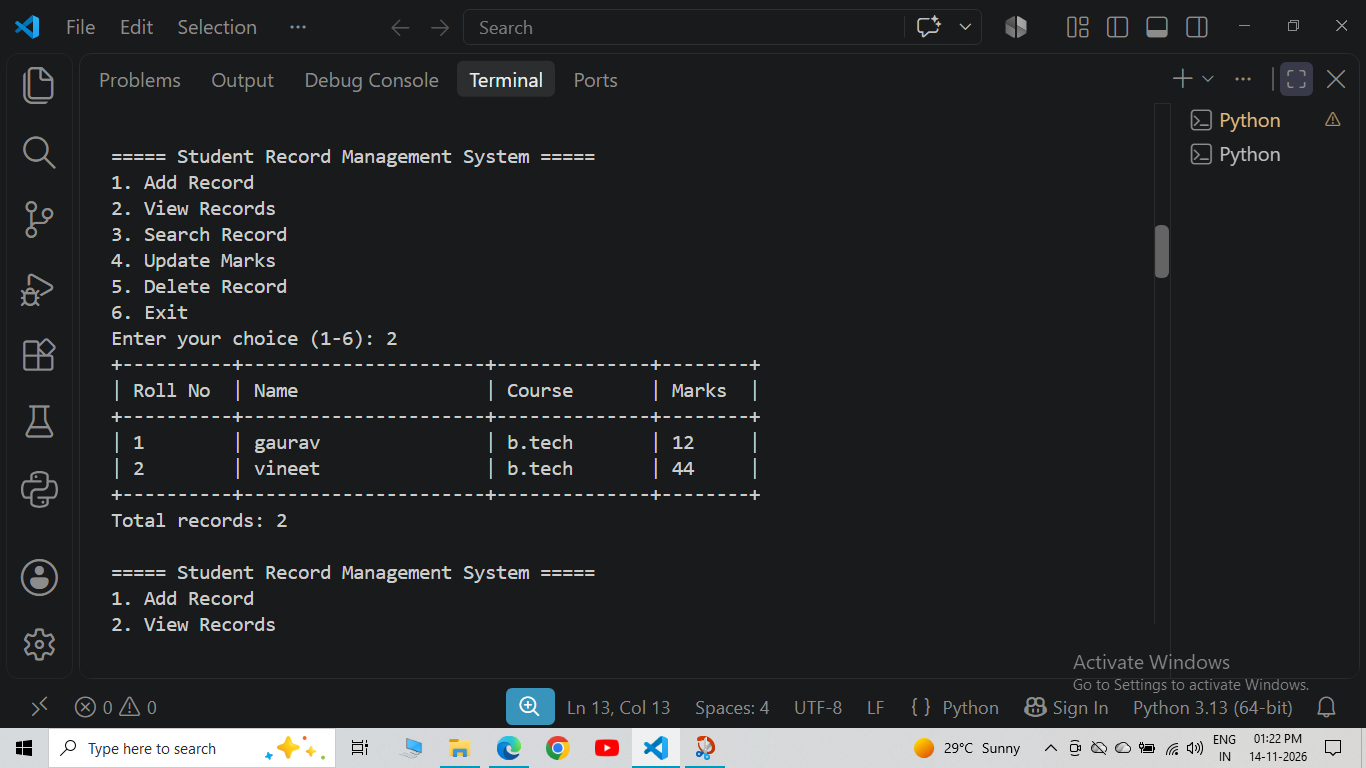 File Edit Selection ··· Search
Problems Output Debug Console Terminal Ports
===== Student Record Management System =====
1. Add Record
2. View Records
3. Search Record
4. Update Marks
5. Delete Record
6. Exit
Enter your choice (1-6): 2
+----------+----------------------+--------------+--------+
| Roll No  | Name                 | Course       | Marks  |
+----------+----------------------+--------------+--------+
| 1        | gaurav               | b.tech       | 12     |
| 2        | vineet               | b.tech       | 44     |
+----------+----------------------+--------------+--------+
Total records: 2
===== Student Record Management System =====
1. Add Record
2. View Records
Python
Python
Activate Windows
Go to Settings to activate Windows.
0 0 Ln 13, Col 13 Spaces: 4 UTF-8 LF { } Python Sign In Python 3.13 (64-bit)
Type here to search 29°C Sunny ENG IN 01:22 PM 14-11-2026